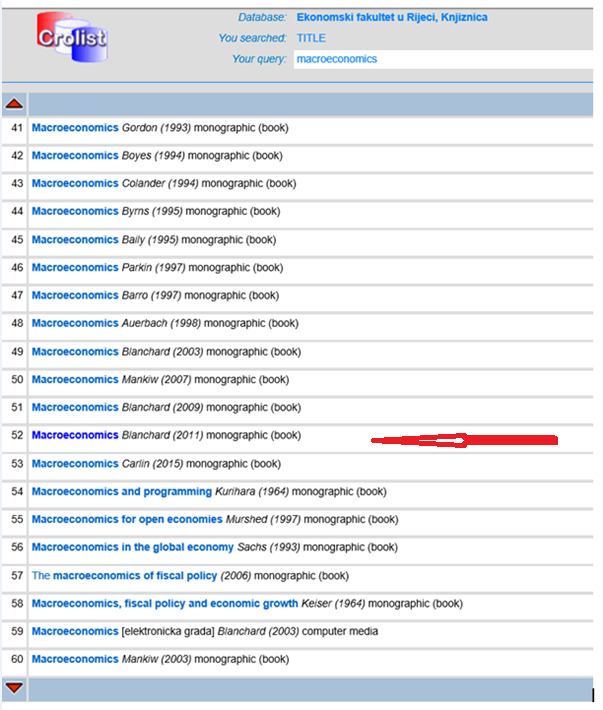 Crolist
Database: Ekonomski fakultet u Rijeci, Knjiznica
You searched: TITLE
Your query: macroeconomics
41 Macroeconomics Gordon (1993) monographic (book)
42 Macroeconomics Boyes (1994) monographic (book)
43 Macroeconomics Colander (1994) monographic (book)
44 Macroeconomics Byrns (1995) monographic (book)
45 Macroeconomics Baily (1995) monographic (book)
46 Macroeconomics Parkin (1997) monographic (book)
47 Macroeconomics Barro (1997) monographic (book)
48 Macroeconomics Auerbach (1998) monographic (book)
49 Macroeconomics Blanchard (2003) monographic (book)
50 Macroeconomics Mankiw (2007) monographic (book)
51 Macroeconomics Blanchard (2009) monographic (book)
52 Macroeconomics Blanchard (2011) monographic (book)
53 Macroeconomics Carlin (2015) monographic (book)
54 Macroeconomics and programming Kurihara (1964) monographic (book)
55 Macroeconomics for open economies Murshed (1997) monographic (book)
56 Macroeconomics in the global economy Sachs (1993) monographic (book)
57 The macroeconomics of fiscal policy (2006) monographic (book)
58 Macroeconomics, fiscal policy and economic growth Keiser (1964) monographic (book)
59 Macroeconomics [elektronicka grada] Blanchard (2003) computer media
60 Macroeconomics Mankiw (2003) monographic (book)